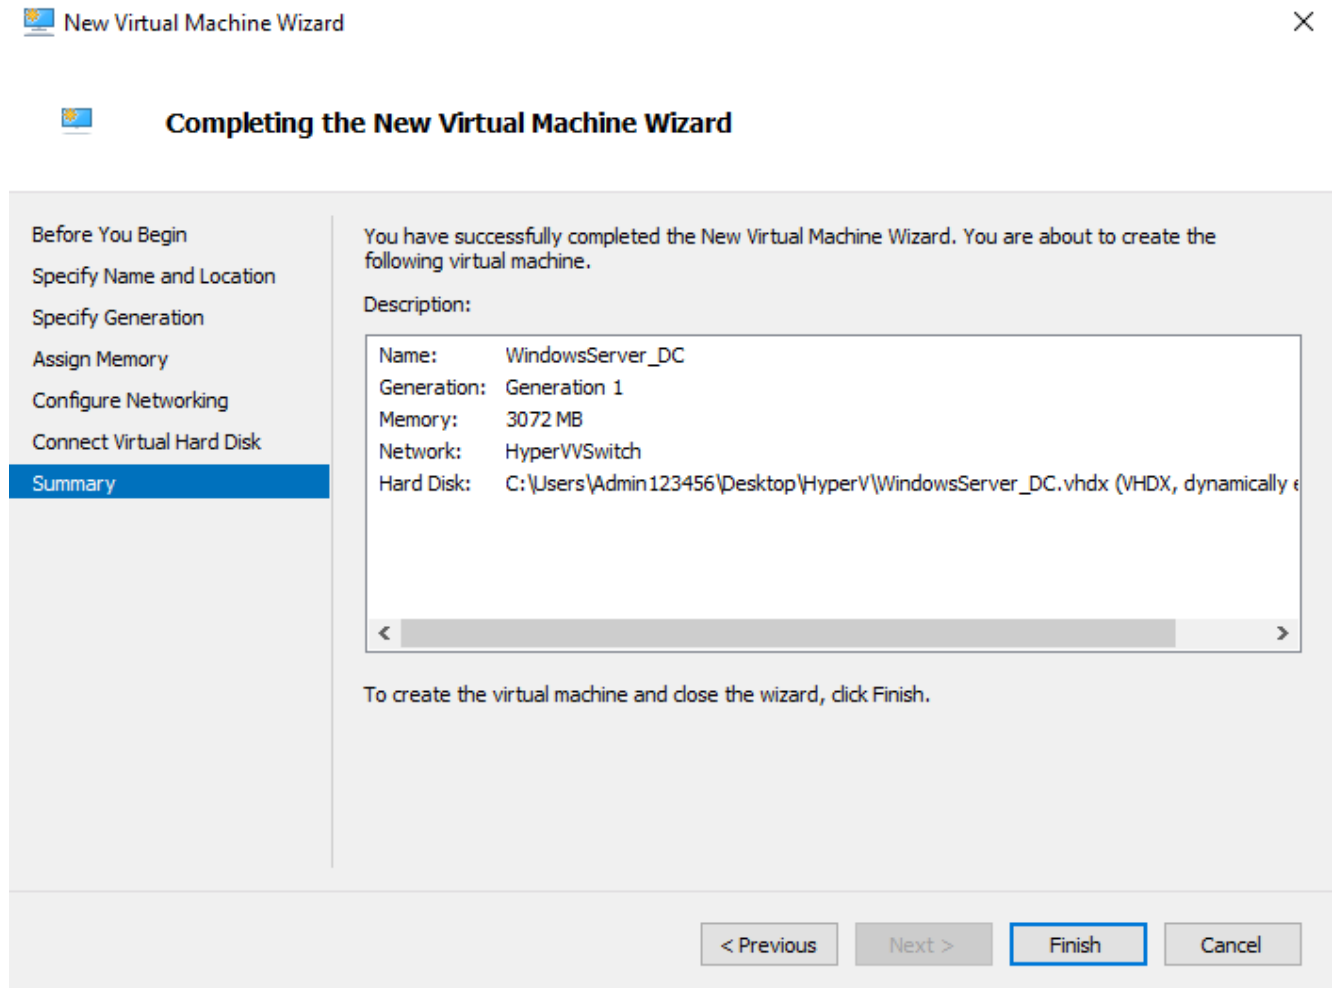 New Virtual Machine Wizard
Completing the New Virtual Machine Wizard
Before You Begin
Specify Name and Location
Specify Generation
Assign Memory
Configure Networking
Connect Virtual Hard Disk
Summary
You have successfully completed the New Virtual Machine Wizard. You are about to create the
following virtual machine.
Description:
Name: WindowsServer_DC
Generation: Generation 1
Memory: 3072 MB
Network: HyperVVSwitch
Hard Disk: C:\Users\Admin123456\Desktop\HyperV\WindowsServer_DC.vhdx (VHDX, dynamically e
To create the virtual machine and close the wizard, click Finish.
< Previous
Next >
Finish
Cancel